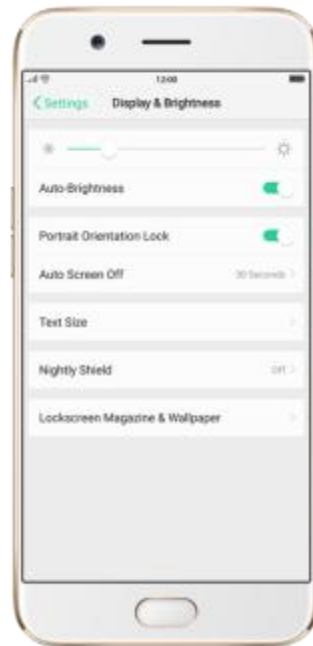 12:00
Settings Display & Brightness
Auto-Brightness
Portrait Orientation Lock
Auto Screen Off 30 Seconds
Text Size
Nightly Shield Off
Lockscreen Magazine & Wallpaper